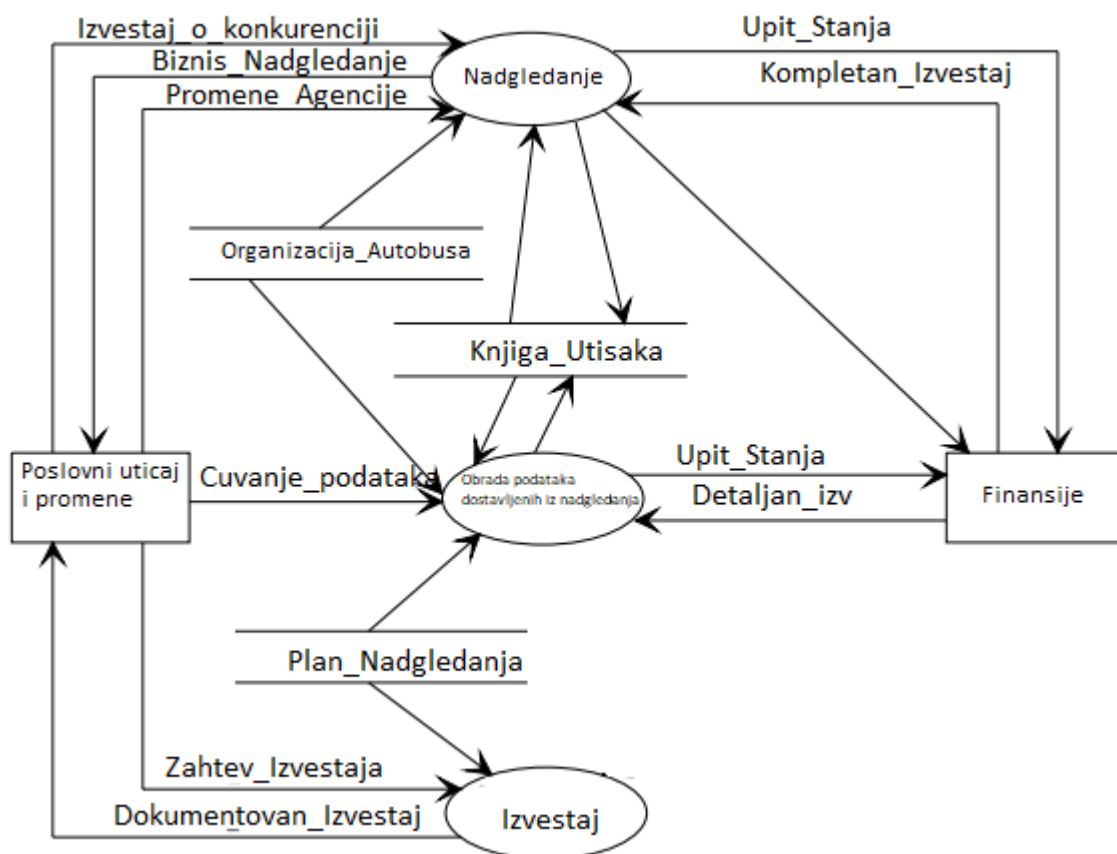 Izvestaj_o_konkurenciji
Upit_Stanja
Biznis_Nadgledanje
Nadgledanje
Kompletan_Izvestaj
Promene_Agencije
Organizacija_Autobusa
Knjiga_Utisaka
Poslovni uticaj
i promene
Cuvanje_podataka
Obrada podataka
dostavljenih iz nadgledanja
Upit_Stanja
Detaljan_izv
Finansije
Plan_Nadgledanja
Zahtev_Izvestaja
Dokumentovan_Izvestaj
Izvestaj